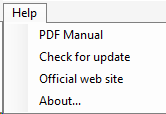 Help
PDF Manual
Check for update
Official web site
About...